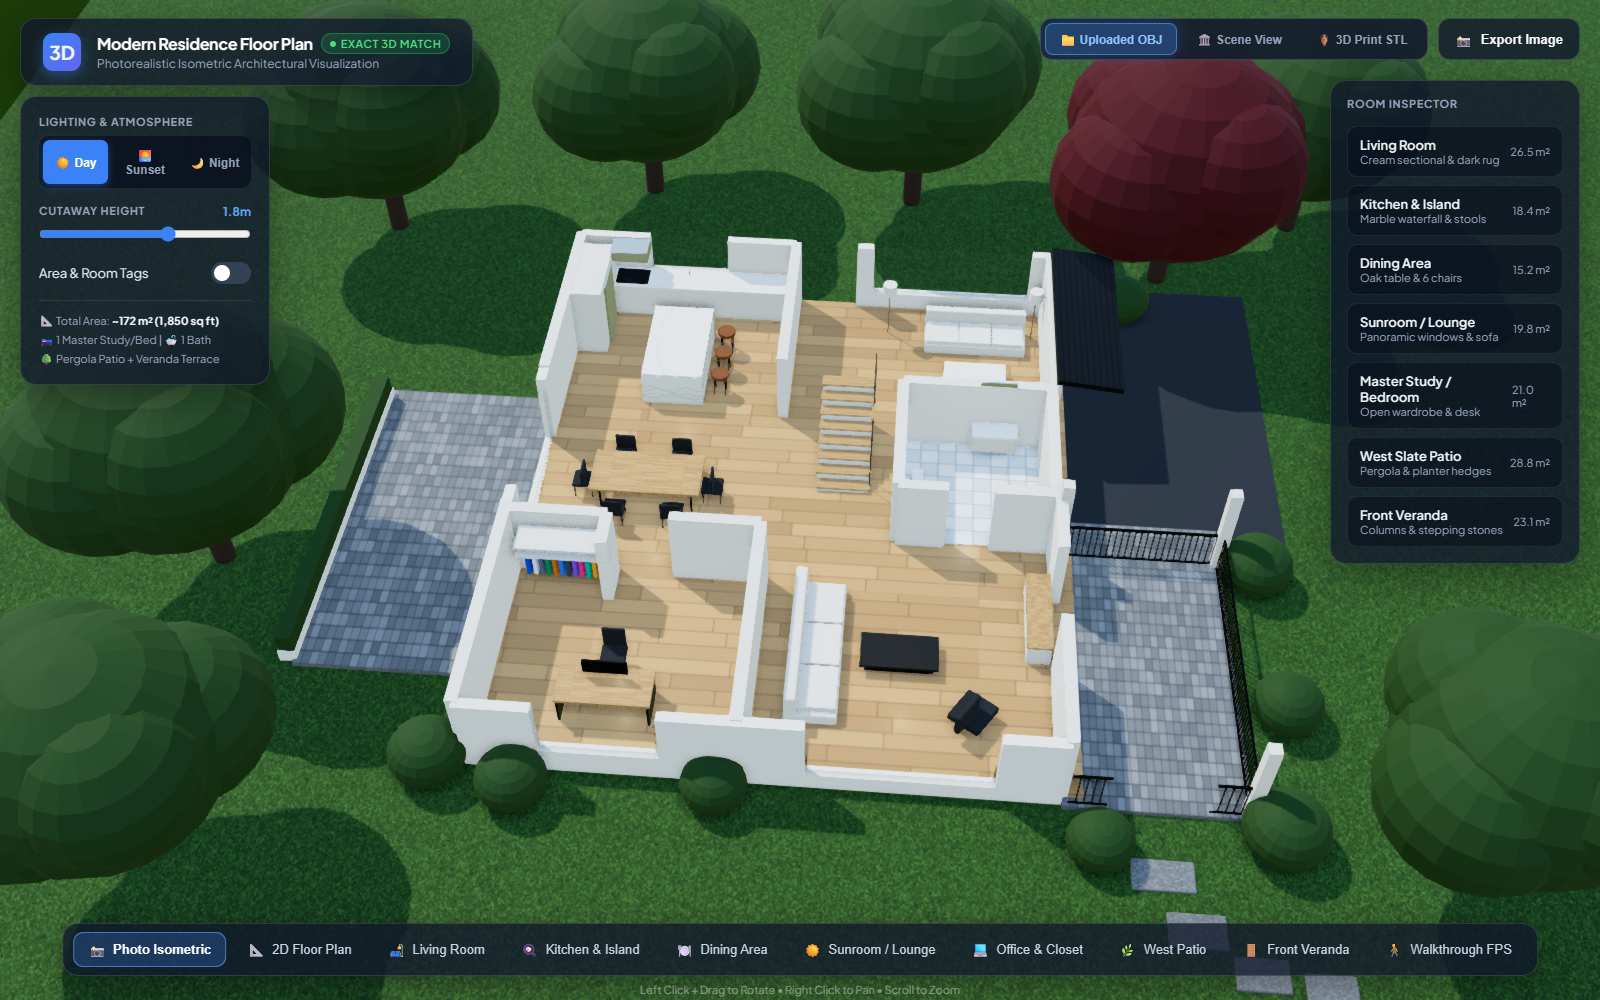 3D
Modern Residence Floor Plan
EXACT 3D MATCH
Photorealistic Isometric Architectural Visualization
Uploaded OBJ
Scene View
3D Print STL
Export Image
LIGHTING & ATMOSPHERE
Day
Sunset
Night
CUTAWAY HEIGHT
1.8m
Area & Room Tags
Total Area: ~172 m² (1,850 sq ft)
1 Master Study/Bed | 1 Bath
Pergola Patio + Veranda Terrace
ROOM INSPECTOR
Living Room
Cream sectional & dark rug
26.5 m²
Kitchen & Island
Marble waterfall & stools
18.4 m²
Dining Area
Oak table & 6 chairs
15.2 m²
Sunroom / Lounge
Panoramic windows & sofa
19.8 m²
Master Study /
Bedroom
Open wardrobe & desk
21.0
m²
West Slate Patio
Pergola & planter hedges
28.8 m²
Front Veranda
Columns & stepping stones
23.1 m²
Photo Isometric
2D Floor Plan
Living Room
Kitchen & Island
Dining Area
Sunroom / Lounge
Office & Closet
West Patio
Front Veranda
Walkthrough FPS
Left Click + Drag to Rotate • Right Click to Pan • Scroll to Zoom